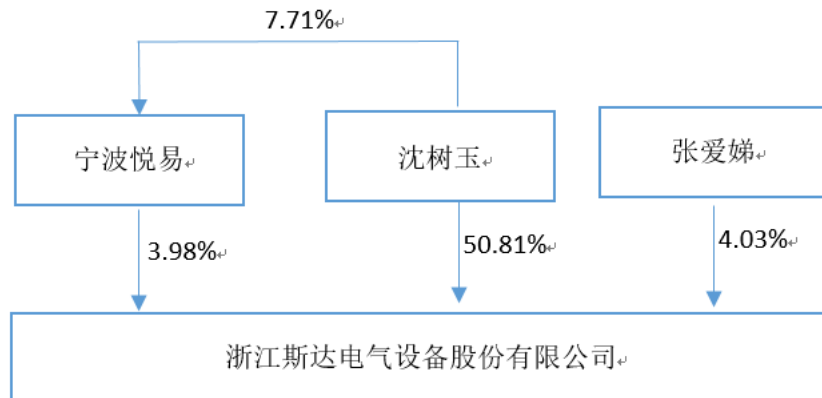 7.71%
宁波悦易
沈树玉
张爱娣
3.98%
50.81%
4.03%
浙江斯达电气设备股份有限公司